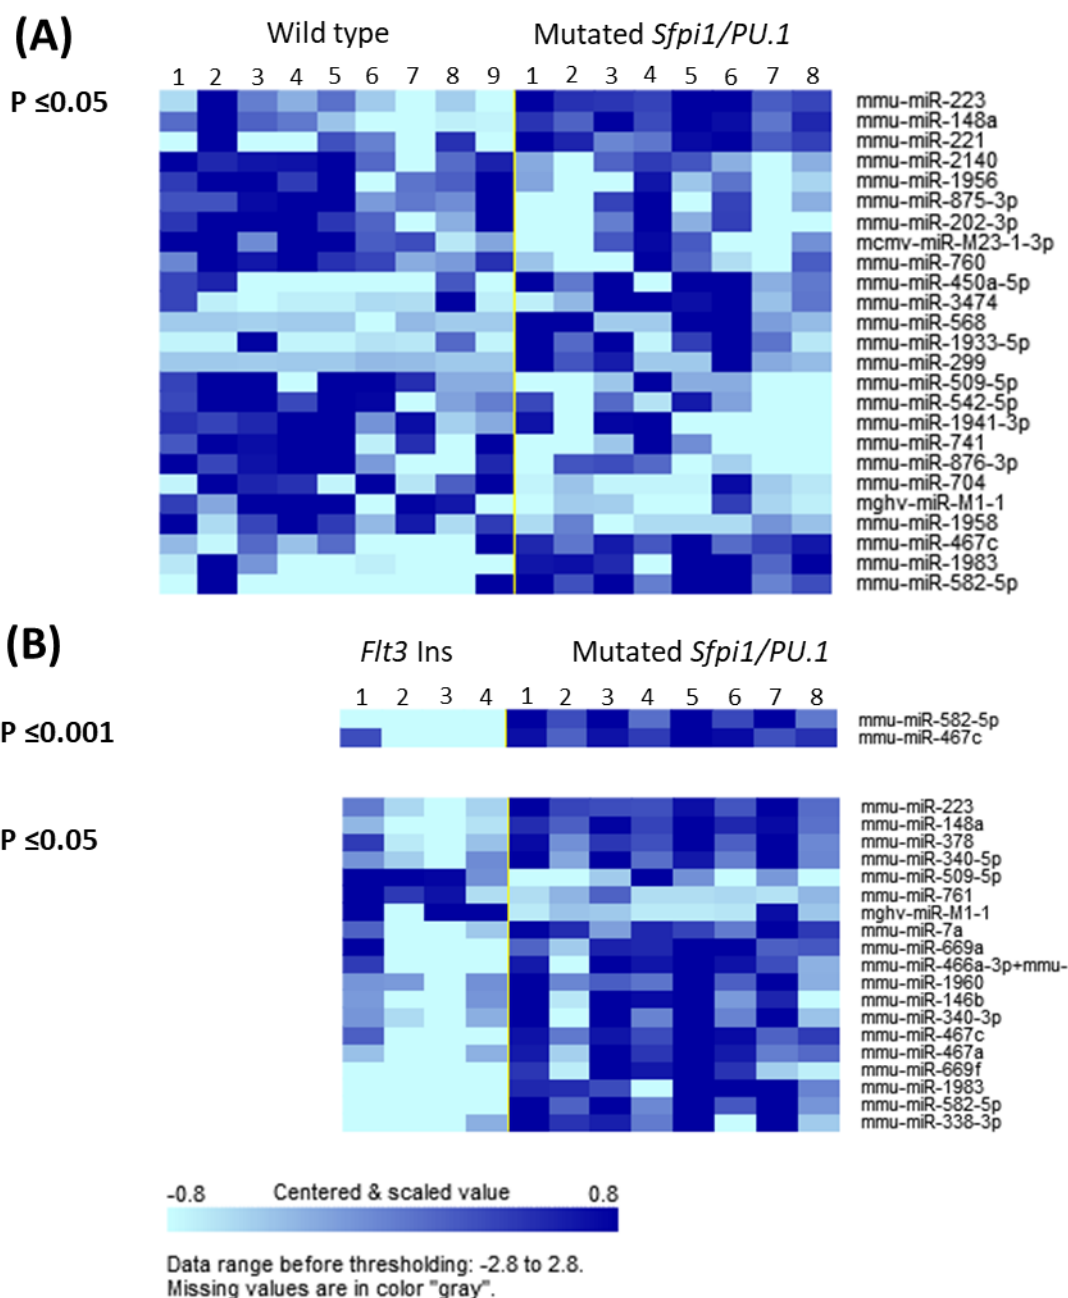 (A)
Wild type Mutated Sfpi1/PU.1
1 2 3 4 5 6 7 8 9 1 2 3 4 5 6 7 8
P ≤0.05
mmu-miR-223
mmu-miR-148a
mmu-miR-221
mmu-miR-2140
mmu-miR-1956
mmu-miR-875-3p
mmu-miR-202-3p
mcmv-miR-M23-1-3p
mmu-miR-760
mmu-miR-450a-5p
mmu-miR-3474
mmu-miR-568
mmu-miR-1933-5p
mmu-miR-299
mmu-miR-509-5p
mmu-miR-542-5p
mmu-miR-1941-3p
mmu-miR-741
mmu-miR-876-3p
mmu-miR-704
mghv-miR-M1-1
mmu-miR-1958
mmu-miR-467c
mmu-miR-1983
mmu-miR-582-5p
(B)
Flt3 Ins Mutated Sfpi1/PU.1
1 2 3 4 1 2 3 4 5 6 7 8
P ≤0.001
mmu-miR-582-5p
mmu-miR-467c
P ≤0.05
mmu-miR-223
mmu-miR-148a
mmu-miR-378
mmu-miR-340-5p
mmu-miR-509-5p
mmu-miR-761
mghv-miR-M1-1
mmu-miR-7a
mmu-miR-669a
mmu-miR-466a-3p+mmu-
mmu-miR-1960
mmu-miR-146b
mmu-miR-340-3p
mmu-miR-467c
mmu-miR-467a
mmu-miR-669f
mmu-miR-1983
mmu-miR-582-5p
mmu-miR-338-3p
-0.8 Centered & scaled value 0.8
Data range before thresholding: -2.8 to 2.8.
Missing values are in color "gray".